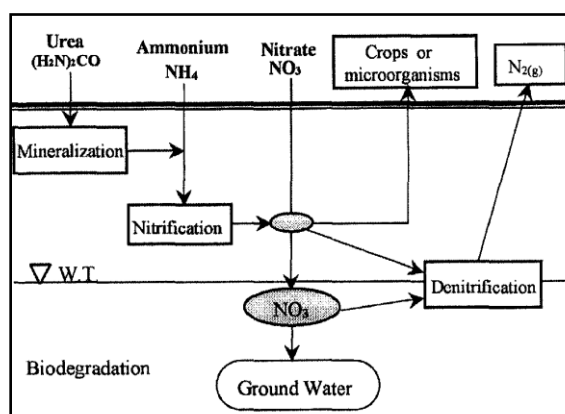 Urea
(H₂N)₂CO
Ammonium
NH₄
Nitrate
NO₃
Crops or
microorganisms
N₂(g)
Mineralization
Nitrification
W.T.
Denitrification
NO₃
Biodegradation
Ground Water